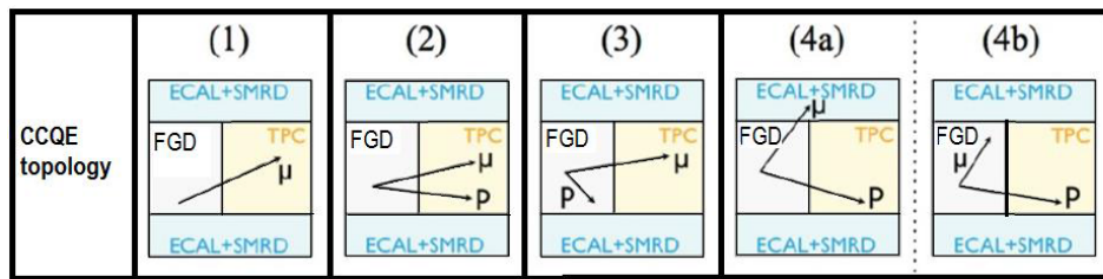 (1) (2) (3) (4a) (4b)
CCQE
topology
ECAL+SMRD
FGD TPC
μ
ECAL+SMRD
ECAL+SMRD
FGD TPC
μ
P
ECAL+SMRD
ECAL+SMRD
FGD TPC
μ
P
ECAL+SMRD
ECAL+SMRD
μ
FGD TPC
P
ECAL+SMRD
ECAL+SMRD
FGD TPC
μ
P
ECAL+SMRD